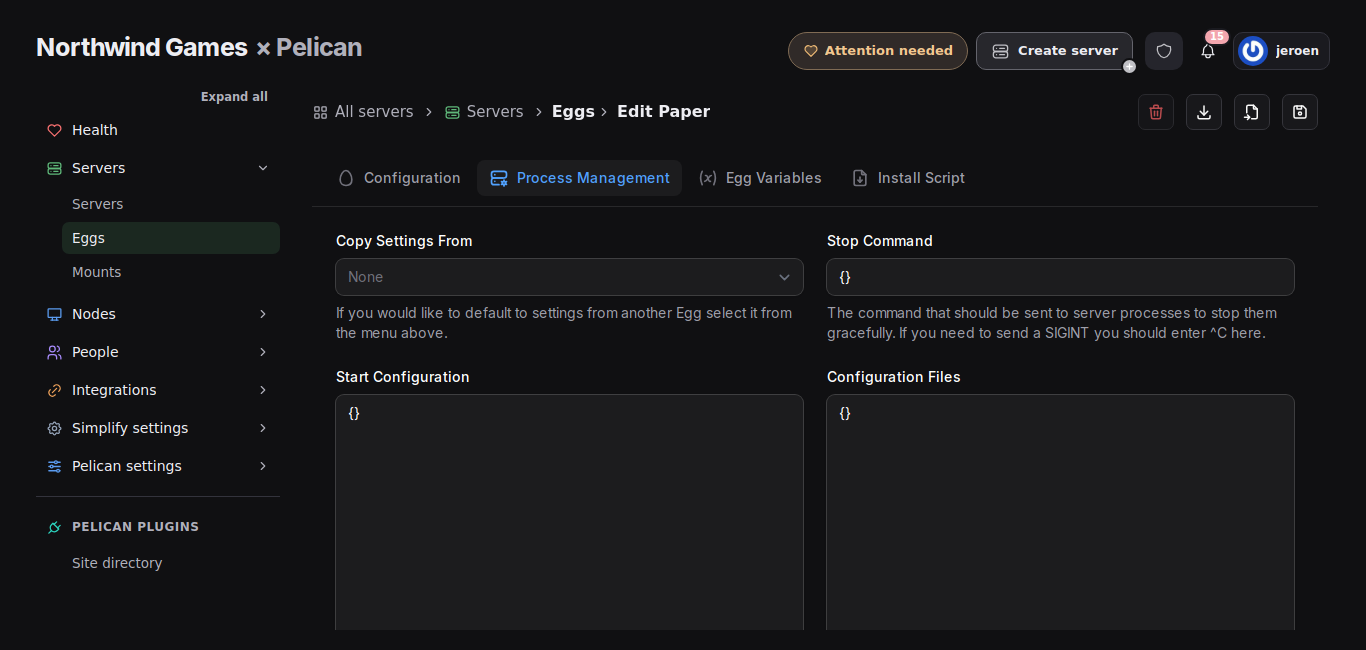 Northwind Games × Pelican
Attention needed
Create server
15
jeroen
Expand all
Health
Servers
Servers
Eggs
Mounts
Nodes
People
Integrations
Simplify settings
Pelican settings
PELICAN PLUGINS
Site directory
All servers > Servers > Eggs > Edit Paper
Configuration
Process Management
(x) Egg Variables
Install Script
Copy Settings From
None
If you would like to default to settings from another Egg select it from
the menu above.
Stop Command
{}
The command that should be sent to server processes to stop them
gracefully. If you need to send a SIGINT you should enter ^C here.
Start Configuration
{}
Configuration Files
{}